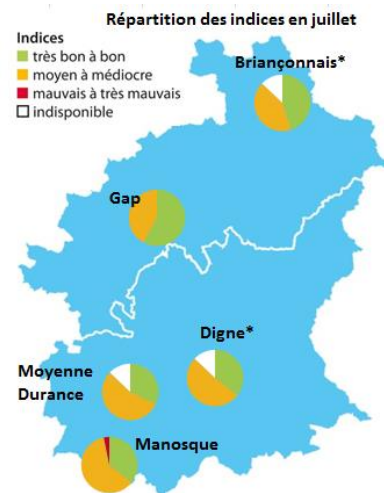 Répartition des indices en juillet
Indices
très bon à bon
moyen à médiocre
mauvais à très mauvais
indisponible
Briançonnais*
Gap
Digne*
Moyenne
Durance
Manosque